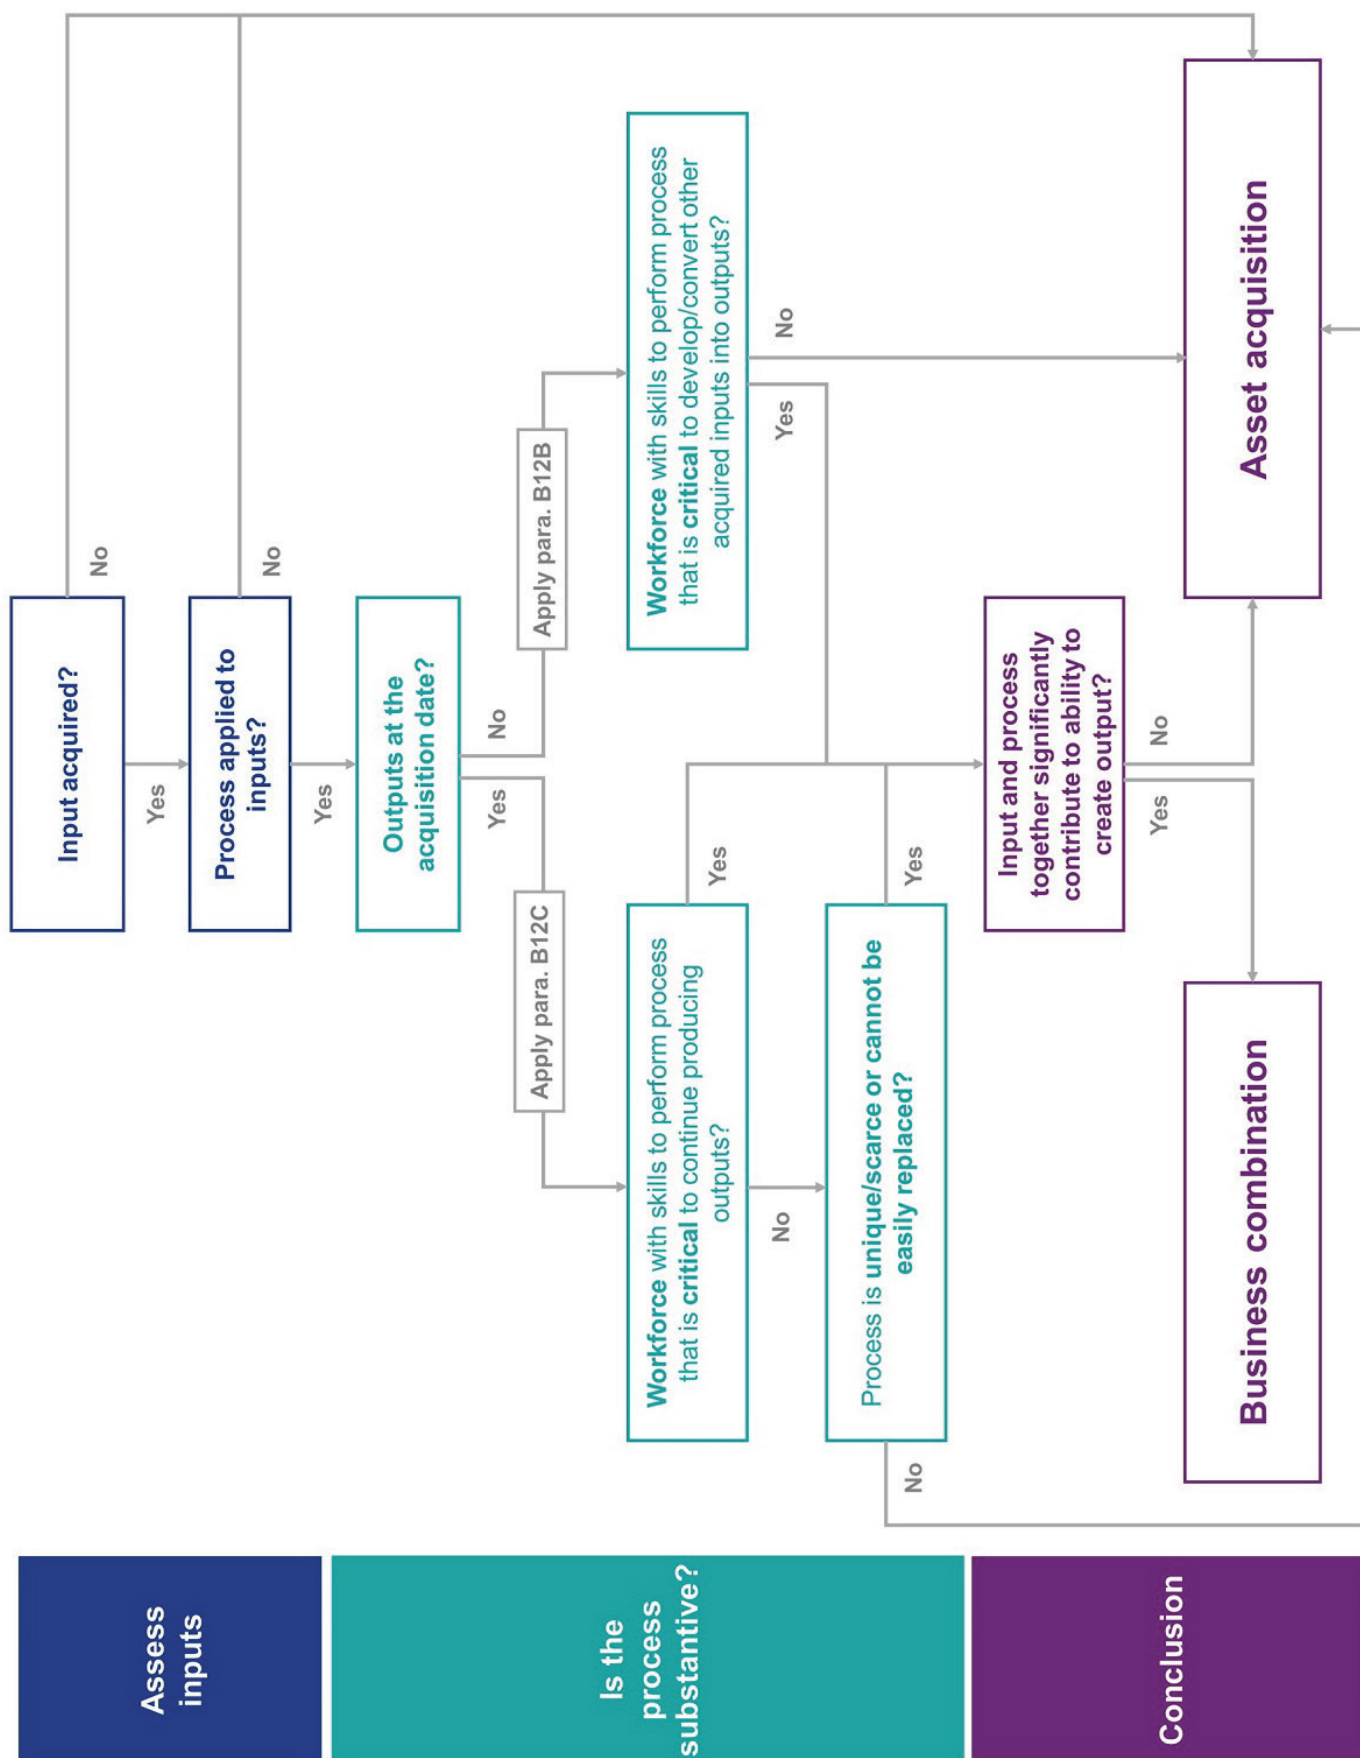 Assess
inputs
Input acquired?
No
Yes
Process applied to
inputs?
No
Yes
Is the
process
substantive?
Outputs at the
acquisition date?
Yes
No
Apply para. B12C
Apply para. B12B
Workforce with skills to perform process
that is critical to continue producing
outputs?
Yes
No
Workforce with skills to perform process
that is critical to develop/convert other
acquired inputs into outputs?
Yes
No
Process is unique/scarce or cannot be
easily replaced?
Yes
No
Conclusion
Input and process
together significantly
contribute to ability to
create output?
Yes
No
Business combination
Asset acquisition